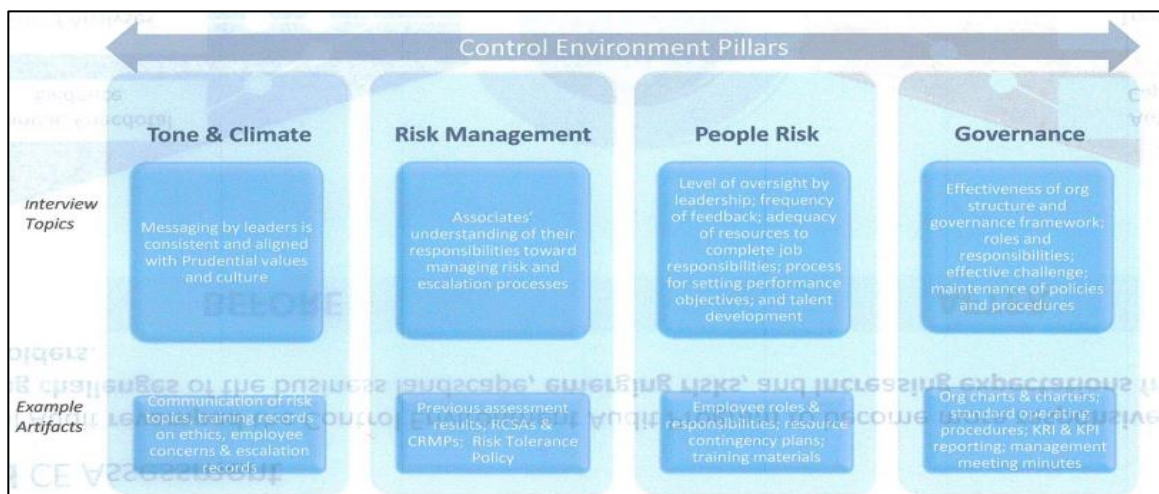 Control Environment Pillars
Tone & Climate
Risk Management
People Risk
Governance
Interview
Topics
Messaging by leaders is
consistent and aligned
with Prudential values
and culture
Associates'
understanding of their
responsibilities toward
managing risk and
escalation processes
Level of oversight by
leadership; frequency
of feedback; adequacy
of resources to
complete job
responsibilities; process
for setting performance
objectives; and talent
development
Effectiveness of org
structure and
governance framework;
roles and
responsibilities;
effective challenge;
maintenance of policies
and procedures
Example
Artifacts
Communication of risk
topics, training records
on ethics, employee
concerns & escalation
records
Previous assessment
results; RCSAs &
CRMPs; Risk Tolerance
Policy
Employee roles &
responsibilities; resource
contingency plans;
training materials
Org charts & charters;
standard operating
procedures; KRI & KPI
reporting; management
meeting minutes